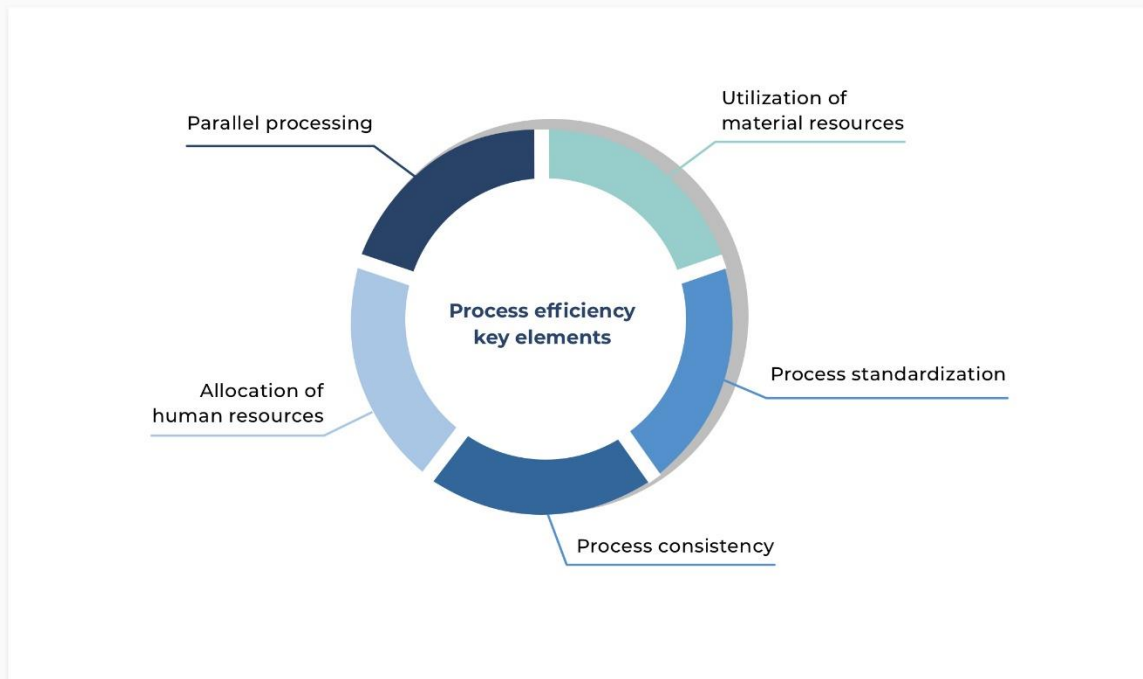 Parallel processing
Utilization of
material resources
Process efficiency
key elements
Process standardization
Allocation of
human resources
Process consistency